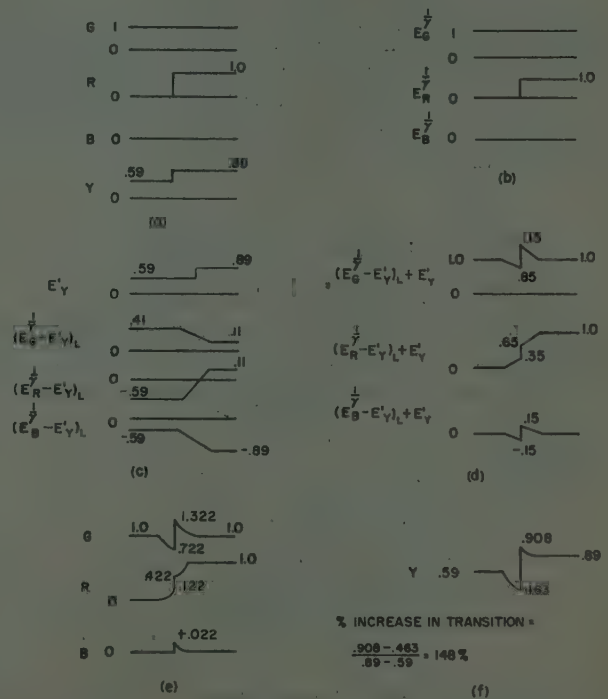 G 1
0
R 0 1.0
B 0
Y .59
0
E_G^{1/γ} 1
0
E_R^{1/γ} 0 1.0
E_B^{1/γ} 0
(b)
E'_Y .59 .89
0
(E_G^{1/γ}-E'_Y)_L .41 .11
0
(E_R^{1/γ}-E'_Y)_L 0 .11
-.59
(E_B^{1/γ}-E'_Y)_L 0
-.59 -.89
(c)
(E_G^{1/γ}-E'_Y)_L+E'_Y 1.0 1.0
.85
0
(E_R^{1/γ}-E'_Y)_L+E'_Y 0 .65 .35 1.0
(E_B^{1/γ}-E'_Y)_L+E'_Y 0 .15
-.15
(d)
G 1.0 1.322 1.0
.722
R .422 .122 1.0
B 0 +.022
(e)
Y .59 .908 .89
% INCREASE IN TRANSITION =
.908-.463
.89-.59 = 148%
(f)